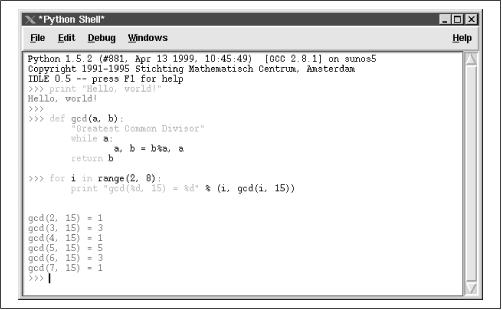 *Python Shell*
File Edit Debug Windows Help
Python 1.5.2 (#881, Apr 13 1999, 10:45:49)  [GCC 2.8.1] on sunos5
Copyright 1991-1995 Stichting Mathematisch Centrum, Amsterdam
IDLE 0.5 -- press F1 for help
>>> print "Hello, world!"
Hello, world!
>>>
>>> def gcd(a, b):
        "Greatest Common Divisor"
        while a:
                a, b = b%a, a
        return b
>>> for i in range(2, 8):
        print "gcd(%d, 15) = %d" % (i, gcd(i, 15))
gcd(2, 15) = 1
gcd(3, 15) = 3
gcd(4, 15) = 1
gcd(5, 15) = 5
gcd(6, 15) = 3
gcd(7, 15) = 1
>>>